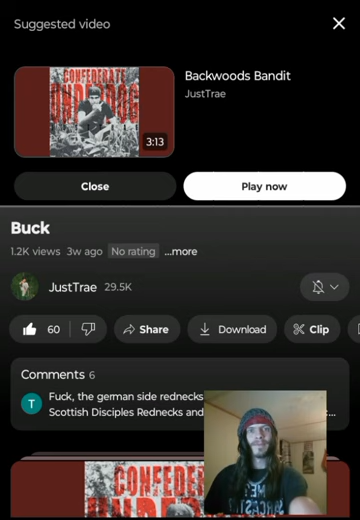 Suggested video
CONFEDERATE
UNDERDOG
3:13
Backwoods Bandit
JustTrae
Close
Play now
Buck
1.2K views 3w ago No rating ...more
JustTrae 29.5K
60
Share
Download
Clip
Comments 6
T
Fuck, the german side rednecks
Scottish Disciples Rednecks and
...
CONFEDER